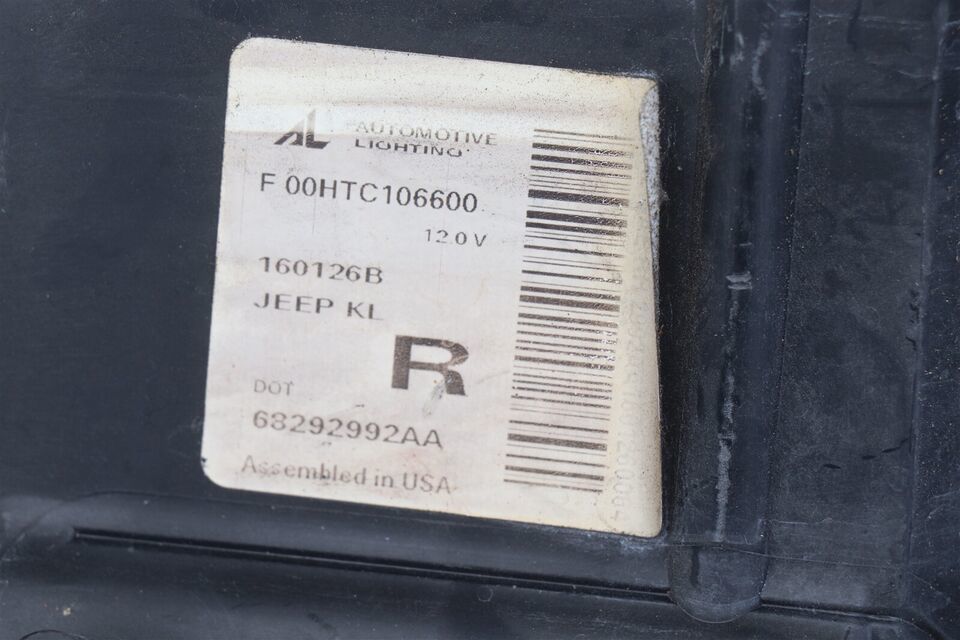 AL AUTOMOTIVE
LIGHTING
F 00HTC106600
12.0 V
160126B
JEEP KL
R
DOT
68292992AA
Assembled in USA